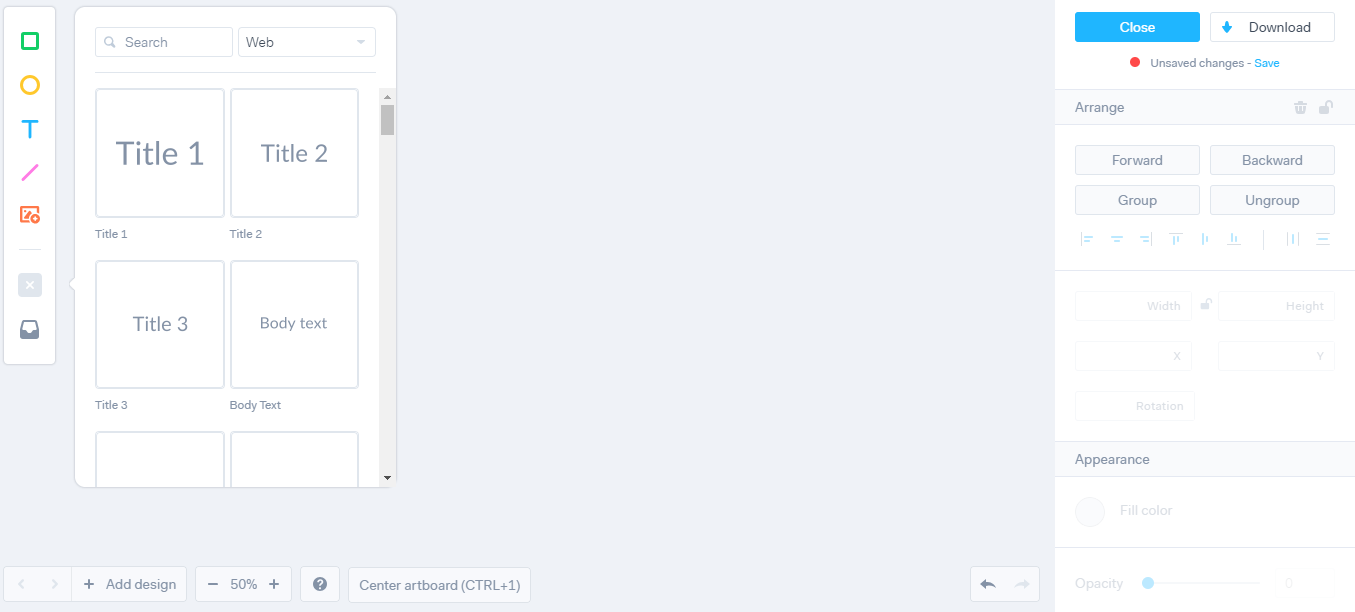 Search
Web
Title 1
Title 2
Title 1
Title 2
Title 3
Body text
Title 3
Body Text
Add design
50%
Center artboard (CTRL+1)
Close
Download
Unsaved changes - Save
Arrange
Forward
Backward
Group
Ungroup
Width
Height
X
Y
Rotation
Appearance
Fill color
Opacity
0